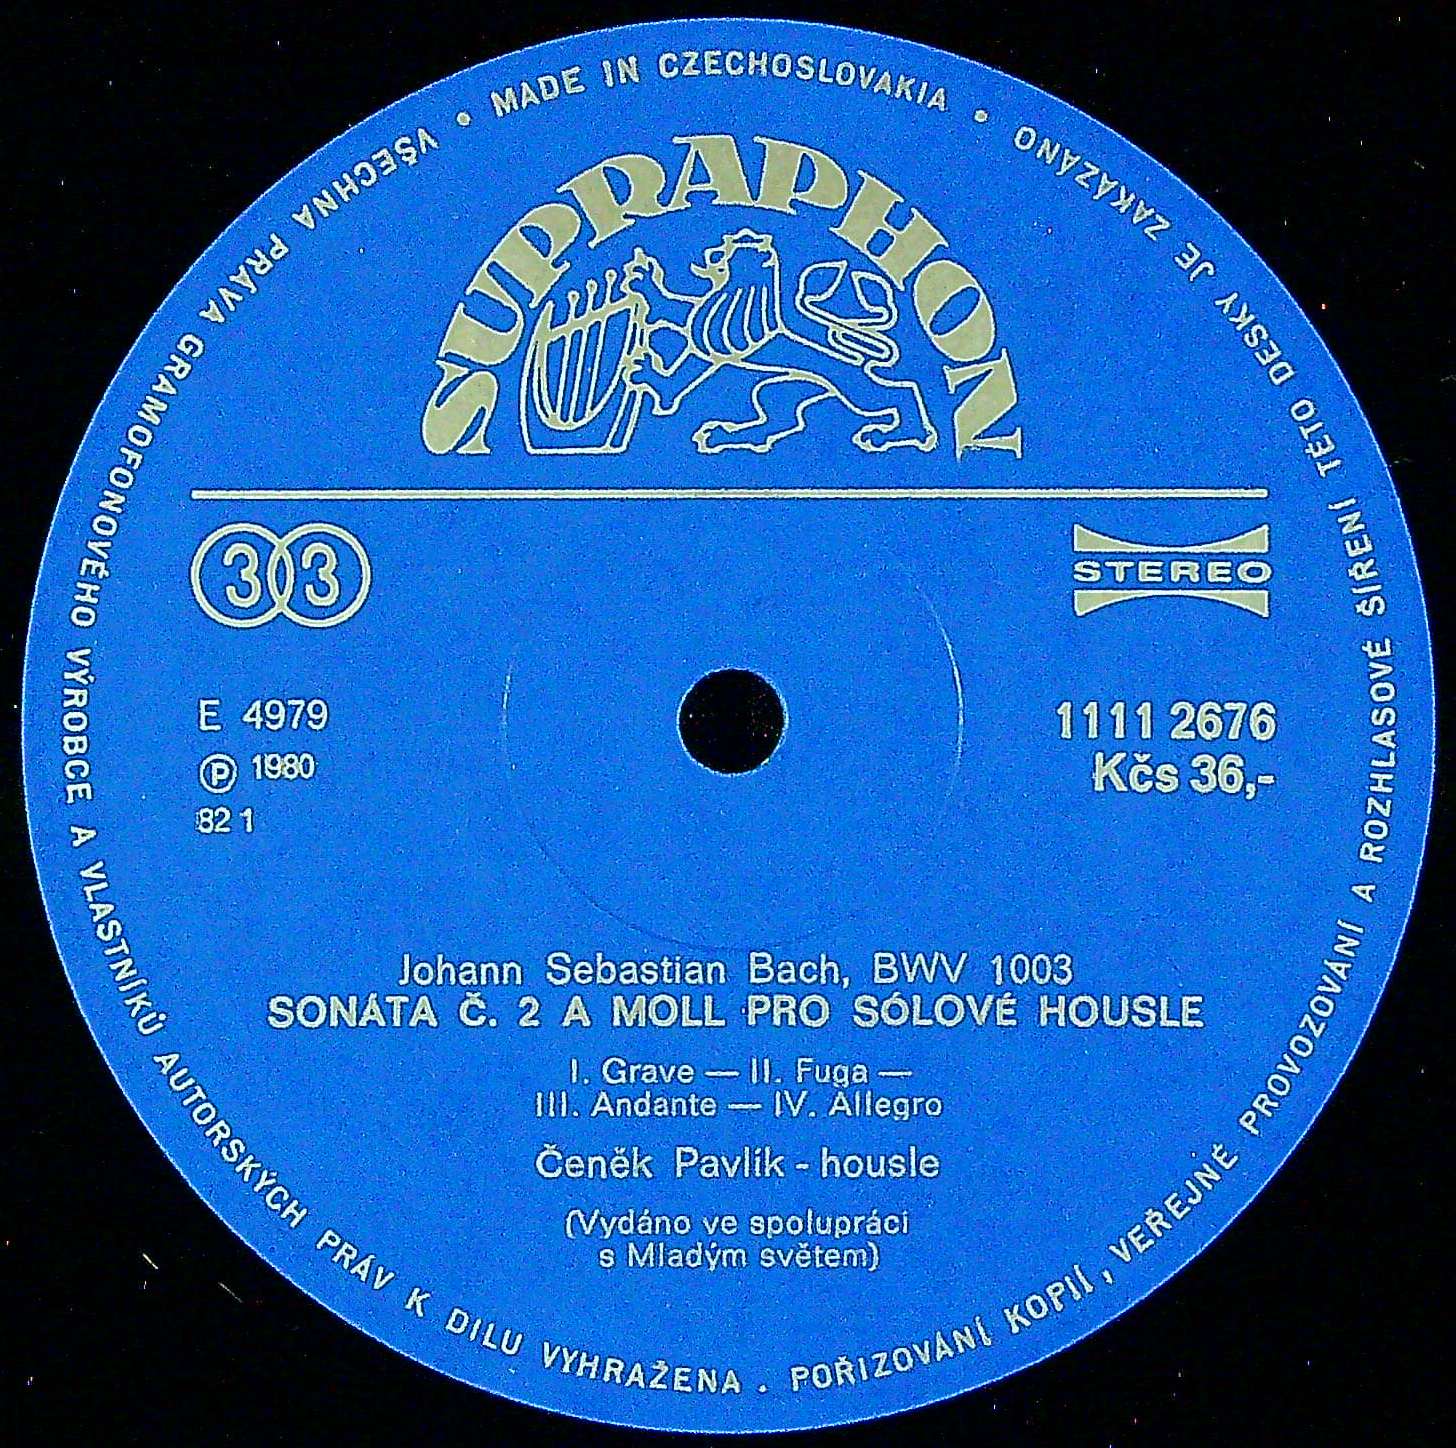 • MADE IN CZECHOSLOVAKIA •
VŠECHNA PRÁVA GRAMOFONOVÉHO VÝROBCE A VLASTNÍKŮ AUTORSKÝCH PRÁV K DÍLU VYHRAŽENA . POŘIZOVÁNÍ KOPIÍ, VEŘEJNÉ PROVOZOVÁNÍ A ROZHLASOVÉ ŠÍŘENÍ TÉTO DESKY JE ZAKÁZÁNO
SUPRAPHON
33
STEREO
E 4979
Ⓟ 1980
82 1
1111 2676
Kčs 36,-
Johann Sebastian Bach, BWV 1003
SONÁTA Č. 2 A MOLL PRO SÓLOVÉ HOUSLE
I. Grave — II. Fuga —
III. Andante — IV. Allegro
Čeněk Pavlík - housle
(Vydáno ve spolupráci
s Mladým světem)